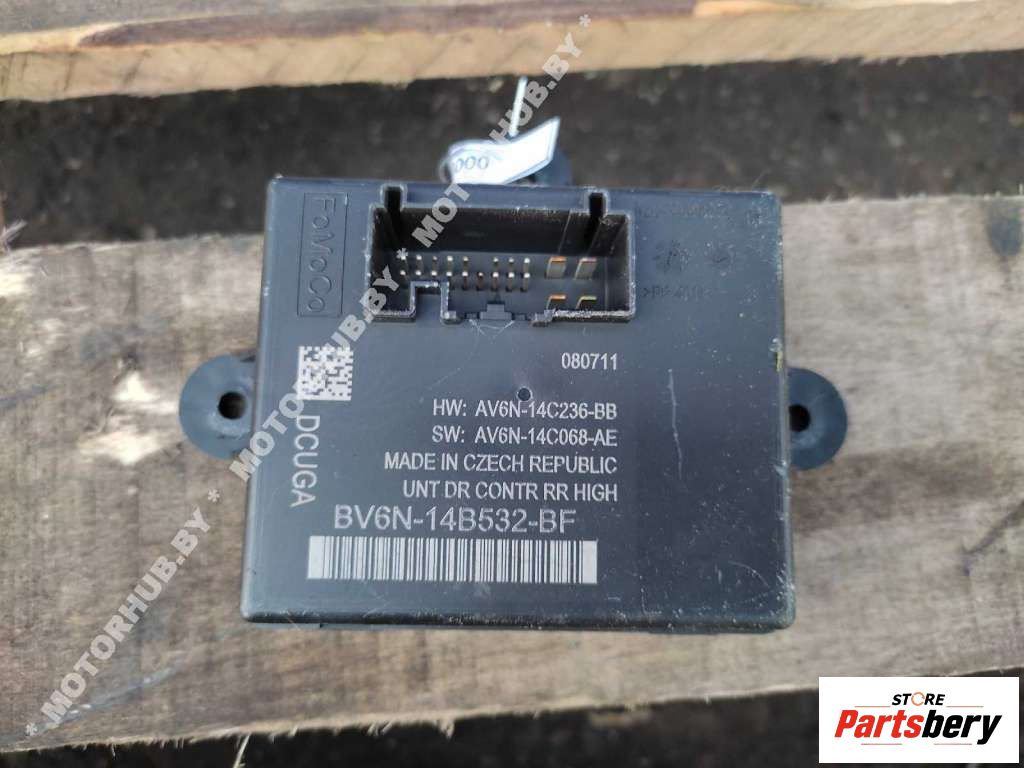 000
FoMoCo
080711
DCUGA
HW: AV6N-14C236-BB
SW: AV6N-14C068-AE
MADE IN CZECH REPUBLIC
UNT DR CONTR RR HIGH
BV6N-14B532-BF
* MOTORHUB.BY * MOTORHUB.BY * MOTORHUB.BY *
STORE
Partsbery